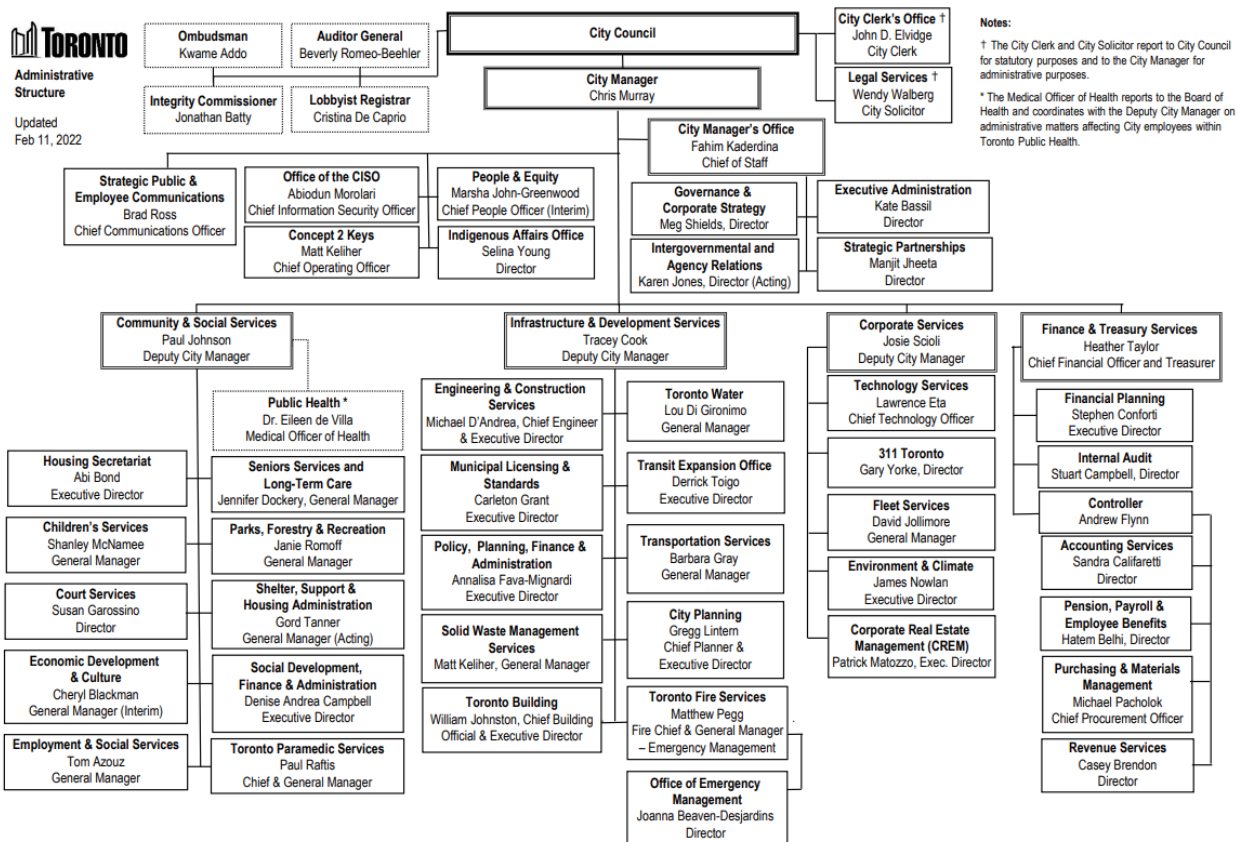 TORONTO
Administrative
Structure
Updated
Feb 11, 2022
Ombudsman
Kwame Addo
Auditor General
Beverly Romeo-Beehler
Integrity Commissioner
Jonathan Batty
Lobbyist Registrar
Cristina De Caprio
City Council
City Manager
Chris Murray
City Clerk's Office †
John D. Elvidge
City Clerk
Legal Services †
Wendy Walberg
City Solicitor
Notes:
† The City Clerk and City Solicitor report to City Council
for statutory purposes and to the City Manager for
administrative purposes.
* The Medical Officer of Health reports to the Board of
Health and coordinates with the Deputy City Manager on
administrative matters affecting City employees within
Toronto Public Health.
City Manager's Office
Fahim Kaderdina
Chief of Staff
Strategic Public &
Employee Communications
Brad Ross
Chief Communications Officer
Office of the CISO
Abiodun Morolari
Chief Information Security Officer
People & Equity
Marsha John-Greenwood
Chief People Officer (Interim)
Concept 2 Keys
Matt Keliher
Chief Operating Officer
Indigenous Affairs Office
Selina Young
Director
Governance &
Corporate Strategy
Meg Shields, Director
Executive Administration
Kate Bassil
Director
Intergovernmental and
Agency Relations
Karen Jones, Director (Acting)
Strategic Partnerships
Manjit Jheeta
Director
Community & Social Services
Paul Johnson
Deputy City Manager
Public Health *
Dr. Eileen de Villa
Medical Officer of Health
Housing Secretariat
Abi Bond
Executive Director
Seniors Services and
Long-Term Care
Jennifer Dockery, General Manager
Children's Services
Shanley McNamee
General Manager
Parks, Forestry & Recreation
Janie Romoff
General Manager
Court Services
Susan Garossino
Director
Shelter, Support &
Housing Administration
Gord Tanner
General Manager (Acting)
Economic Development
& Culture
Cheryl Blackman
General Manager (Interim)
Social Development,
Finance & Administration
Denise Andrea Campbell
Executive Director
Employment & Social Services
Tom Azouz
General Manager
Toronto Paramedic Services
Paul Raftis
Chief & General Manager
Infrastructure & Development Services
Tracey Cook
Deputy City Manager
Engineering & Construction
Services
Michael D'Andrea, Chief Engineer
& Executive Director
Toronto Water
Lou Di Gironimo
General Manager
Municipal Licensing &
Standards
Carleton Grant
Executive Director
Transit Expansion Office
Derrick Toigo
Executive Director
Policy, Planning, Finance &
Administration
Annalisa Fava-Mignardi
Executive Director
Transportation Services
Barbara Gray
General Manager
Solid Waste Management
Services
Matt Keliher, General Manager
City Planning
Gregg Lintern
Chief Planner &
Executive Director
Toronto Building
William Johnston, Chief Building
Official & Executive Director
Toronto Fire Services
Matthew Pegg
Fire Chief & General Manager
– Emergency Management
Office of Emergency
Management
Joanna Beaven-Desjardins
Director
Corporate Services
Josie Scioli
Deputy City Manager
Technology Services
Lawrence Eta
Chief Technology Officer
311 Toronto
Gary Yorke, Director
Fleet Services
David Jollimore
General Manager
Environment & Climate
James Nowlan
Executive Director
Corporate Real Estate
Management (CREM)
Patrick Matozzo, Exec. Director
Finance & Treasury Services
Heather Taylor
Chief Financial Officer and Treasurer
Financial Planning
Stephen Conforti
Executive Director
Internal Audit
Stuart Campbell, Director
Controller
Andrew Flynn
Accounting Services
Sandra Califaretti
Director
Pension, Payroll &
Employee Benefits
Hatem Belhi, Director
Purchasing & Materials
Management
Michael Pacholok
Chief Procurement Officer
Revenue Services
Casey Brendon
Director